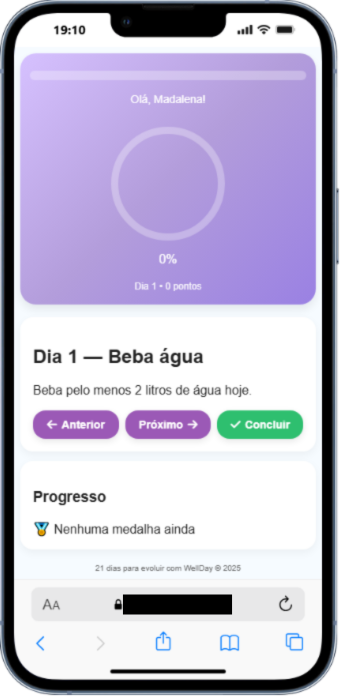 19:10
Olá, Madalena!
0%
Dia 1 • 0 pontos
Dia 1 — Beba água
Beba pelo menos 2 litros de água hoje.
← Anterior
Próximo →
✓ Concluir
Progresso
Nenhuma medalha ainda
21 dias para evoluir com WellDay © 2025
AA